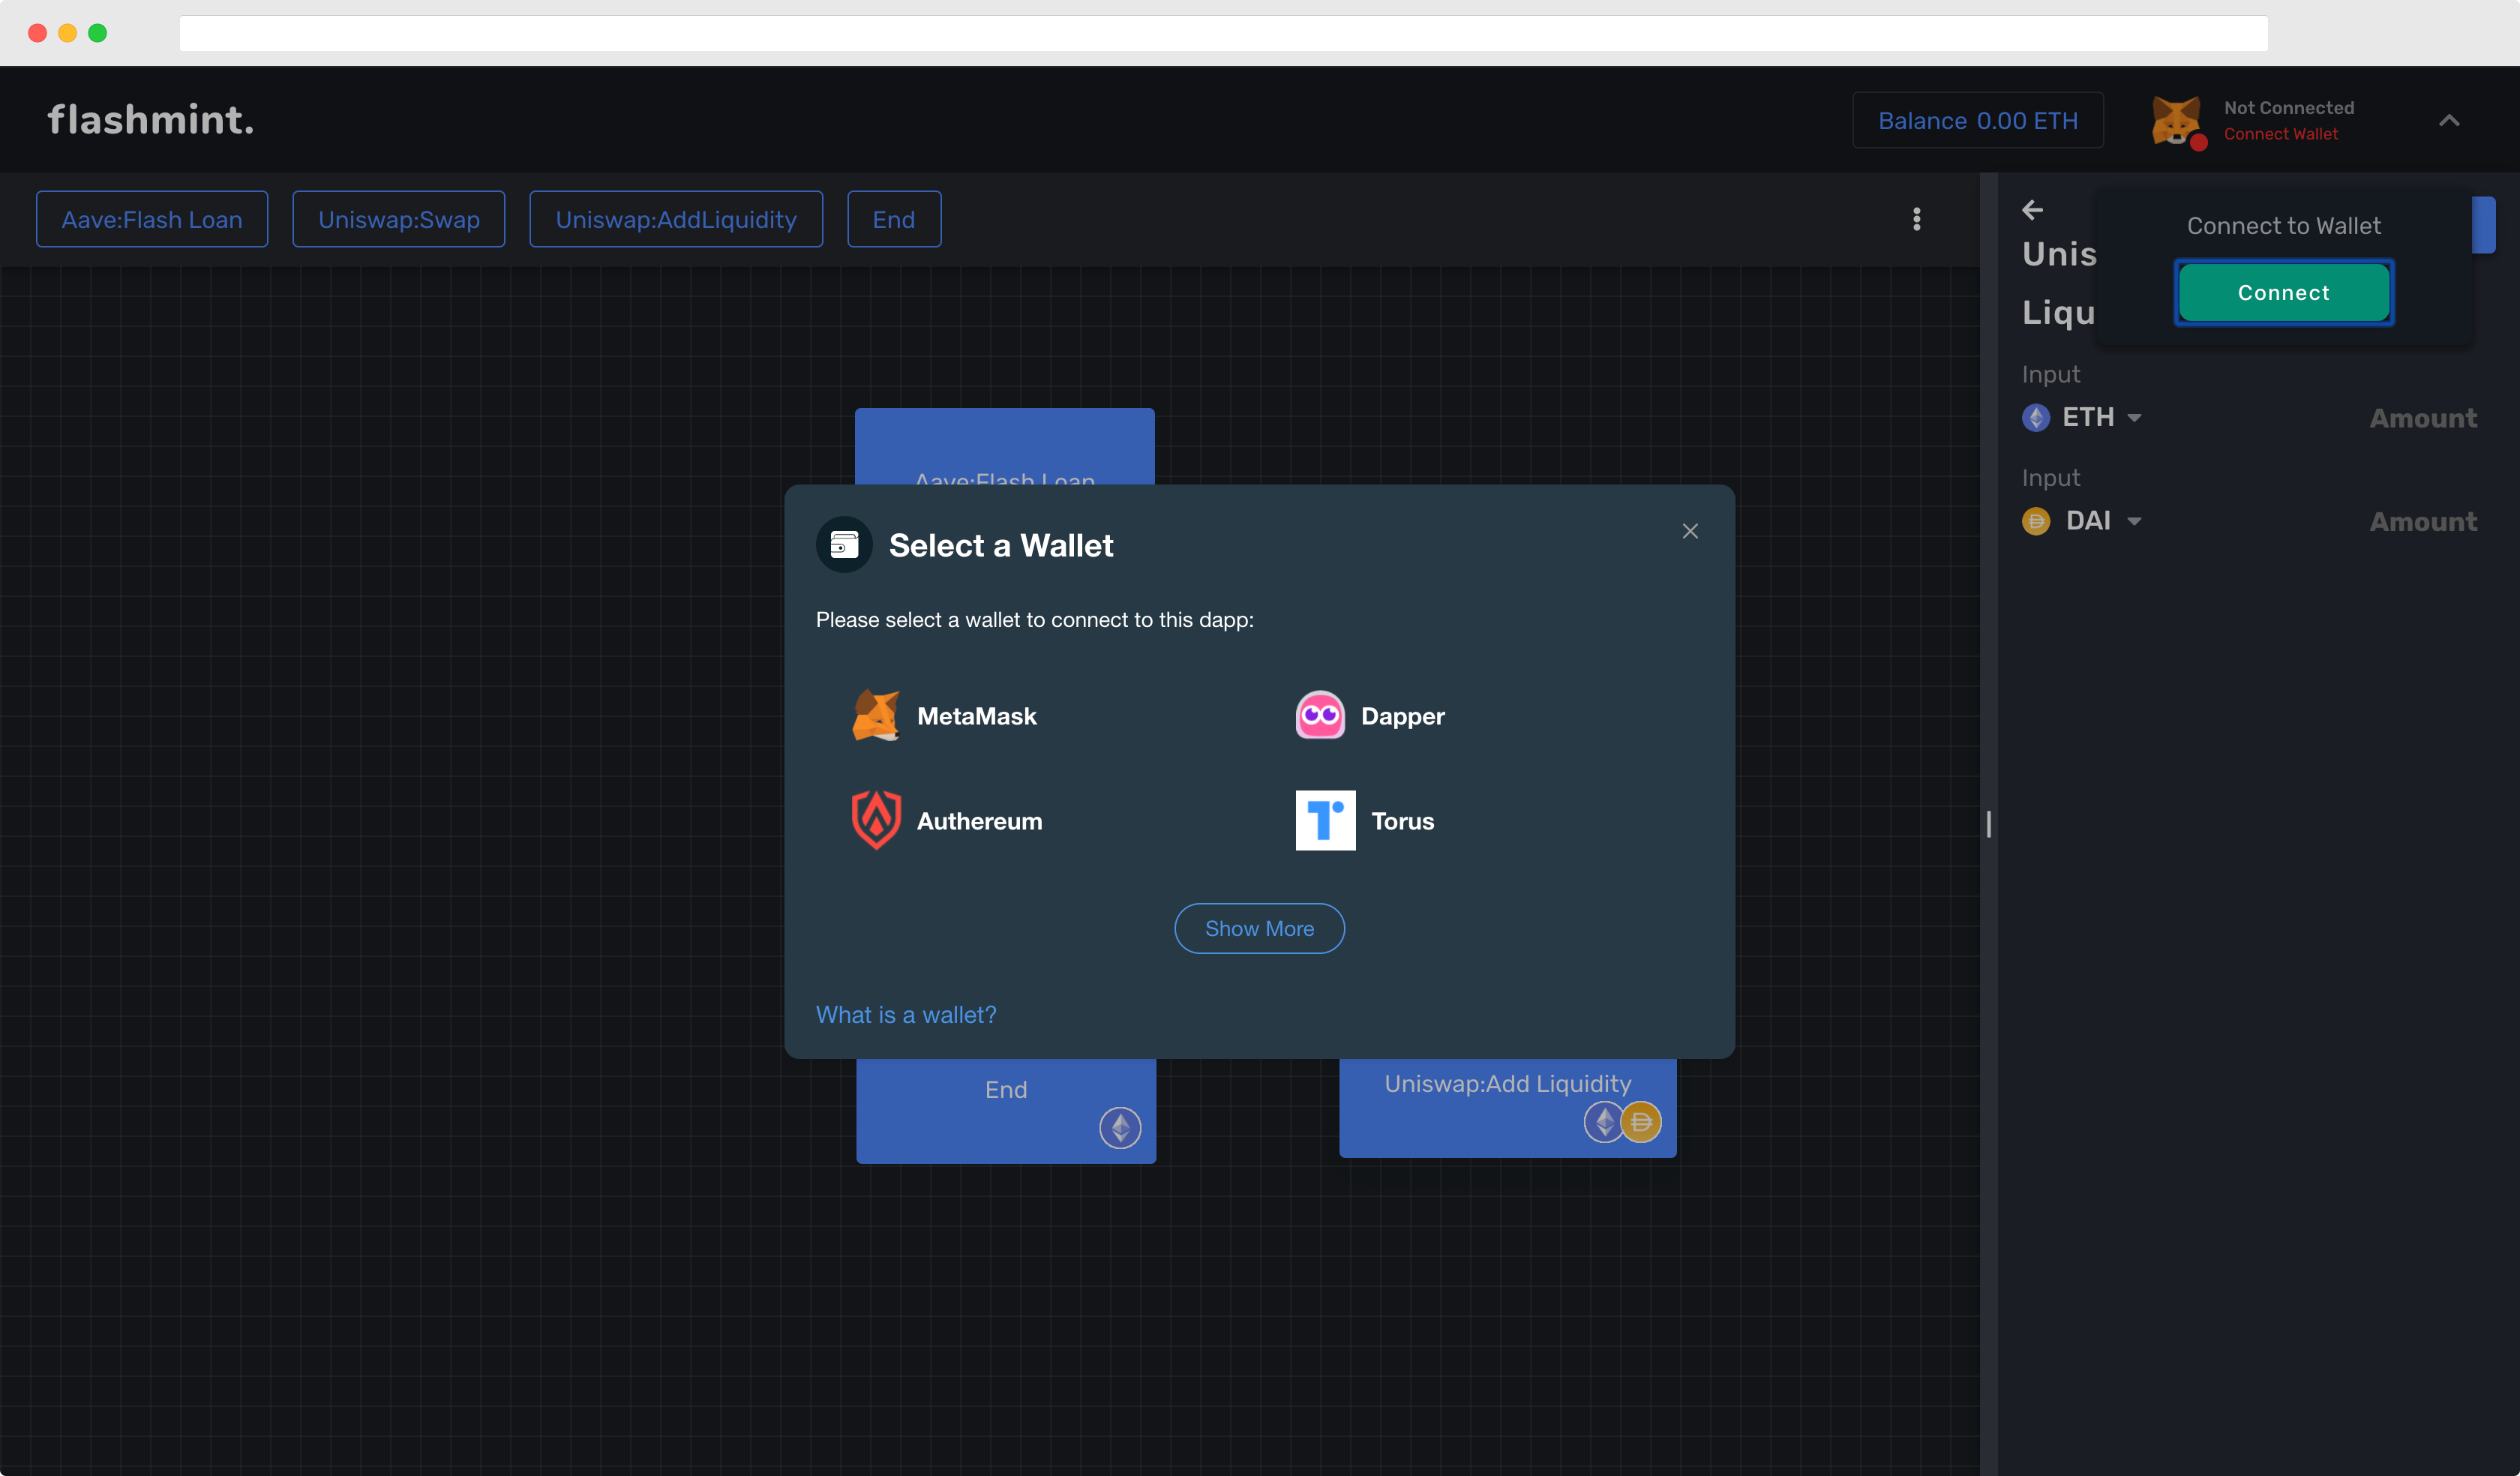 flashmint.
Balance 0.00 ETH
Not Connected
Connect Wallet
Aave:Flash Loan
Uniswap:Swap
Uniswap:AddLiquidity
End
Connect to Wallet
Connect
Unis
Liqu
Input
ETH
Amount
Input
DAI
Amount
Aave:Flash Loan
Select a Wallet
Please select a wallet to connect to this dapp:
MetaMask
Dapper
Authereum
Torus
Show More
What is a wallet?
End
Uniswap:Add Liquidity